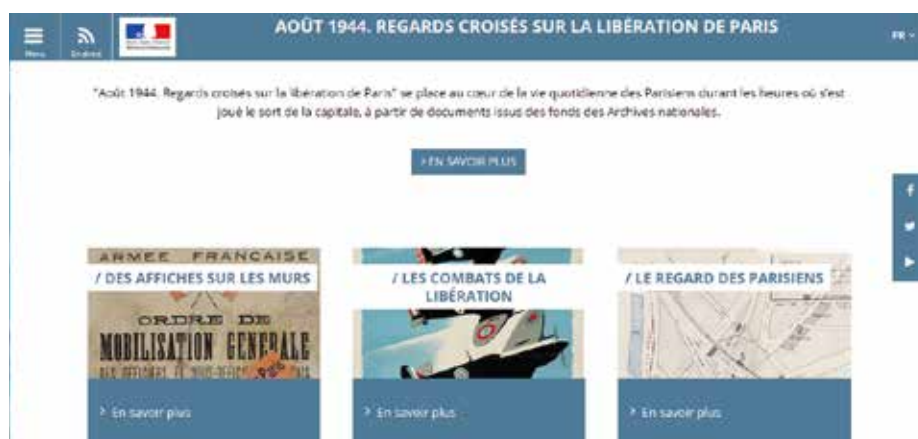 AOÛT 1944. REGARDS CROISÉS SUR LA LIBÉRATION DE PARIS
FR
Menu
"Août 1944. Regards croisés sur la libération de Paris" se place au cœur de la vie quotidienne des Parisiens durant les heures où s'est
joué le sort de la capitale, à partir de documents issus des fonds des Archives nationales.
> EN SAVOIR PLUS
ARMEE FRANÇAISE
/ DES AFFICHES SUR LES MURS
ORDRE DE
MOBILISATION GENERALE
> En savoir plus
/ LES COMBATS DE LA
LIBÉRATION
> En savoir plus
/ LE REGARD DES PARISIENS
> En savoir plus